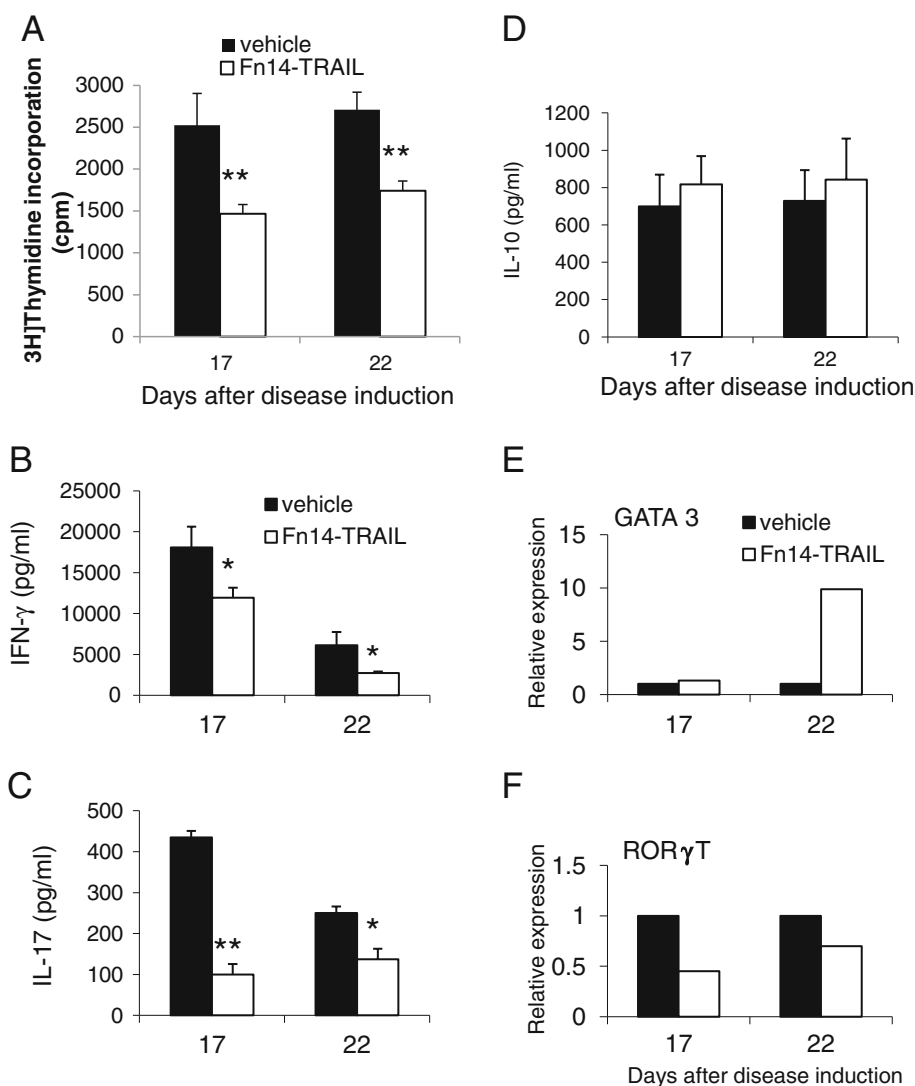 A
vehicle
Fn14-TRAIL
3H]Thymidine incorporation
(cpm)
3000
2500
2000
1500
1000
500
0
**
**
17
22
Days after disease induction
B
IFN-γ (pg/ml)
25000
20000
15000
10000
5000
0
vehicle
Fn14-TRAIL
*
*
17
22
C
IL-17 (pg/ml)
500
400
300
200
100
0
**
*
17
22
D
IL-10 (pg/ml)
1200
1000
800
600
400
200
0
17
22
Days after disease induction
E
GATA 3
vehicle
Fn14-TRAIL
Relative expression
15
10
5
0
17
22
F
RORγT
Relative expression
1.5
1
0.5
0
17
22
Days after disease induction